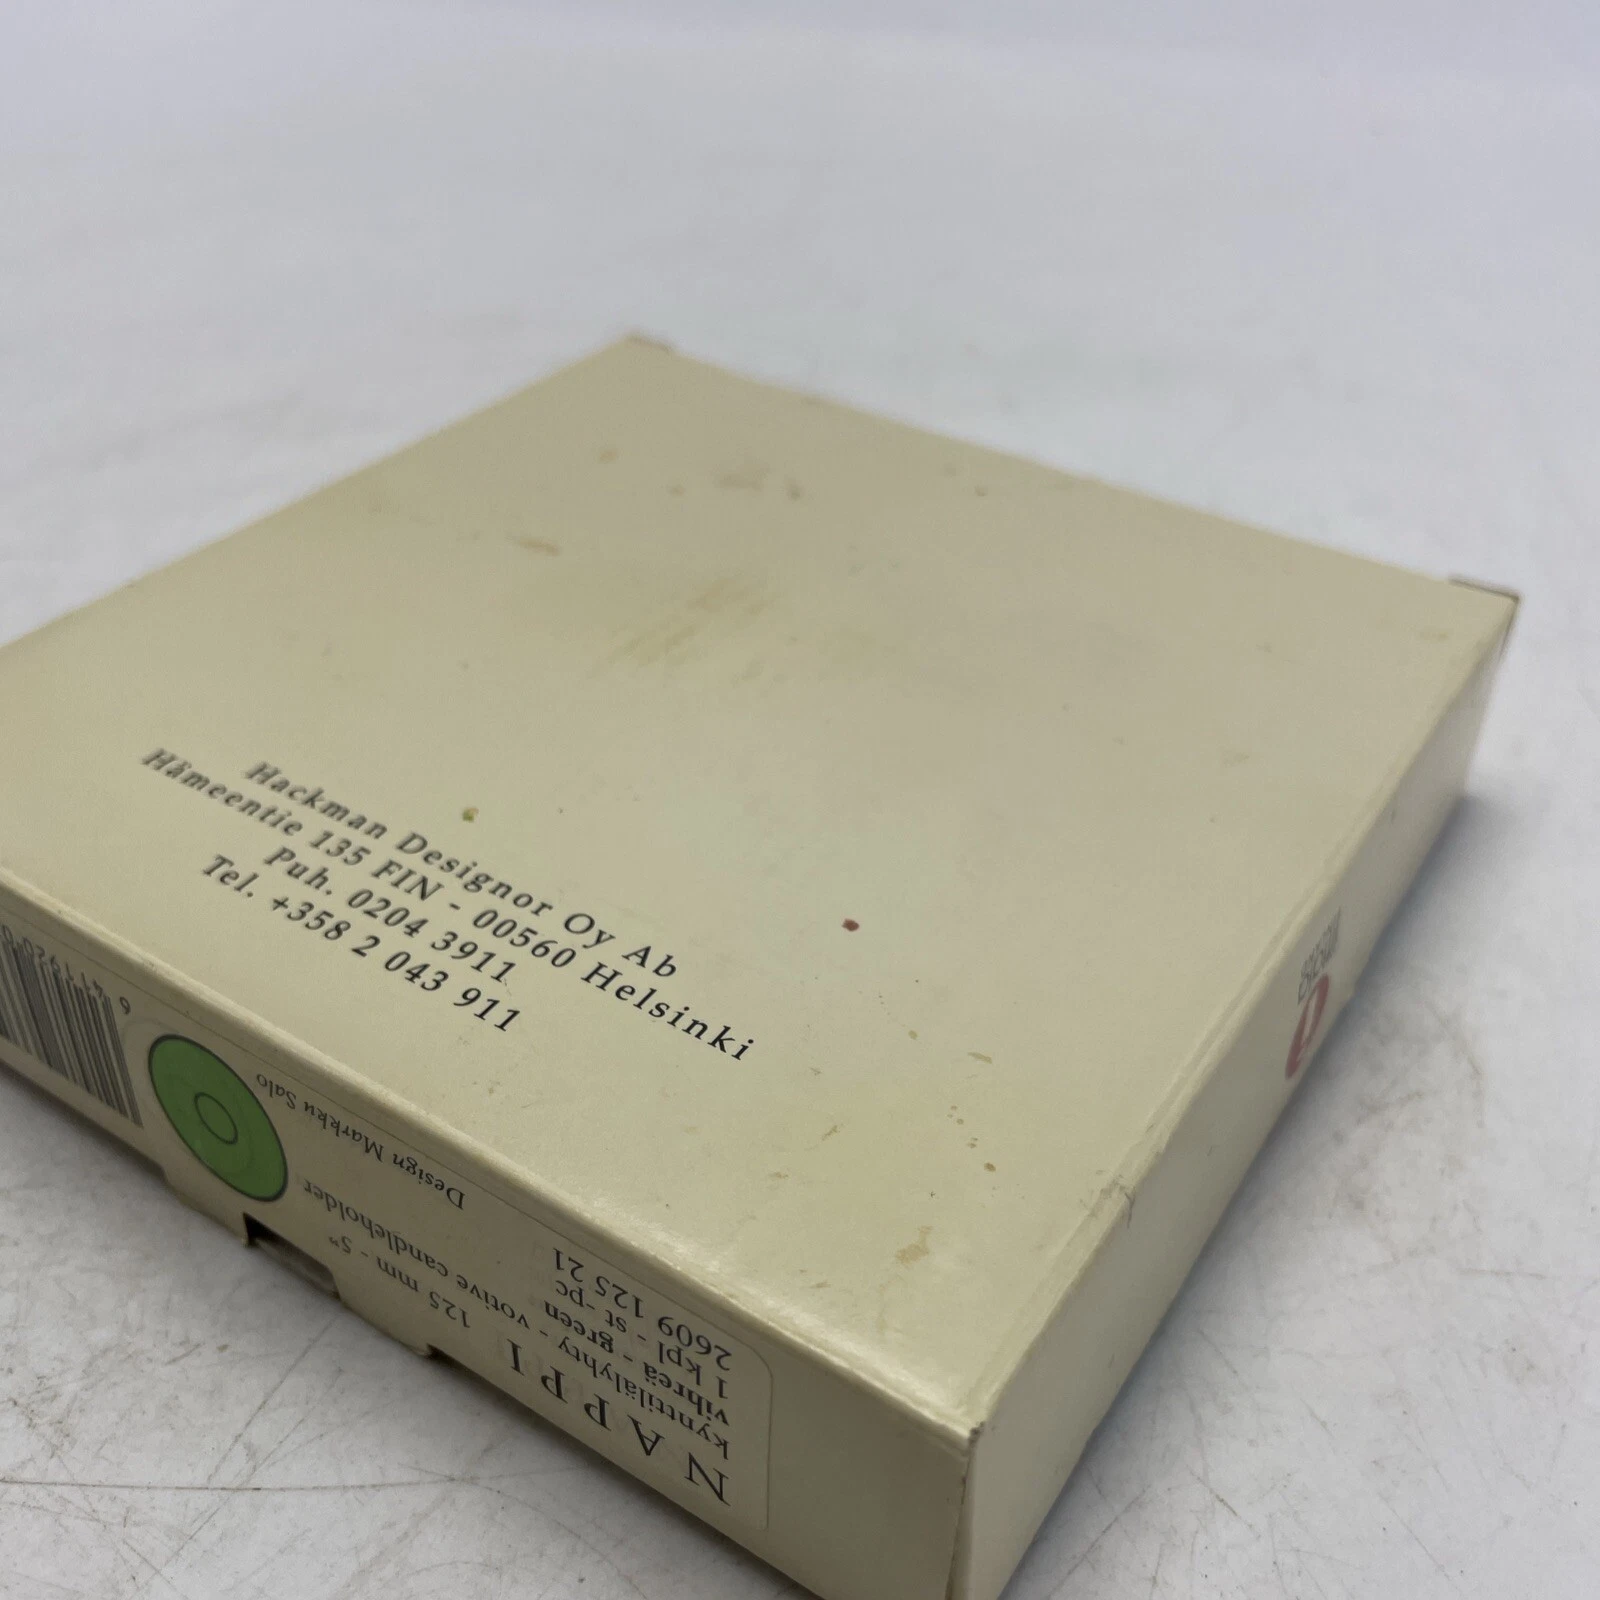 Hackman Designor Oy Ab
Hämeentie 135 FIN - 00560 Helsinki
Puh. 0204 3911
Tel. +358 2 043 911
NAPPI
125 mm - 5"
kynttilälyhty - votive candleholder
vihreä - green
1 kpl - st - pc
2609 125 21
Design Markku Salo